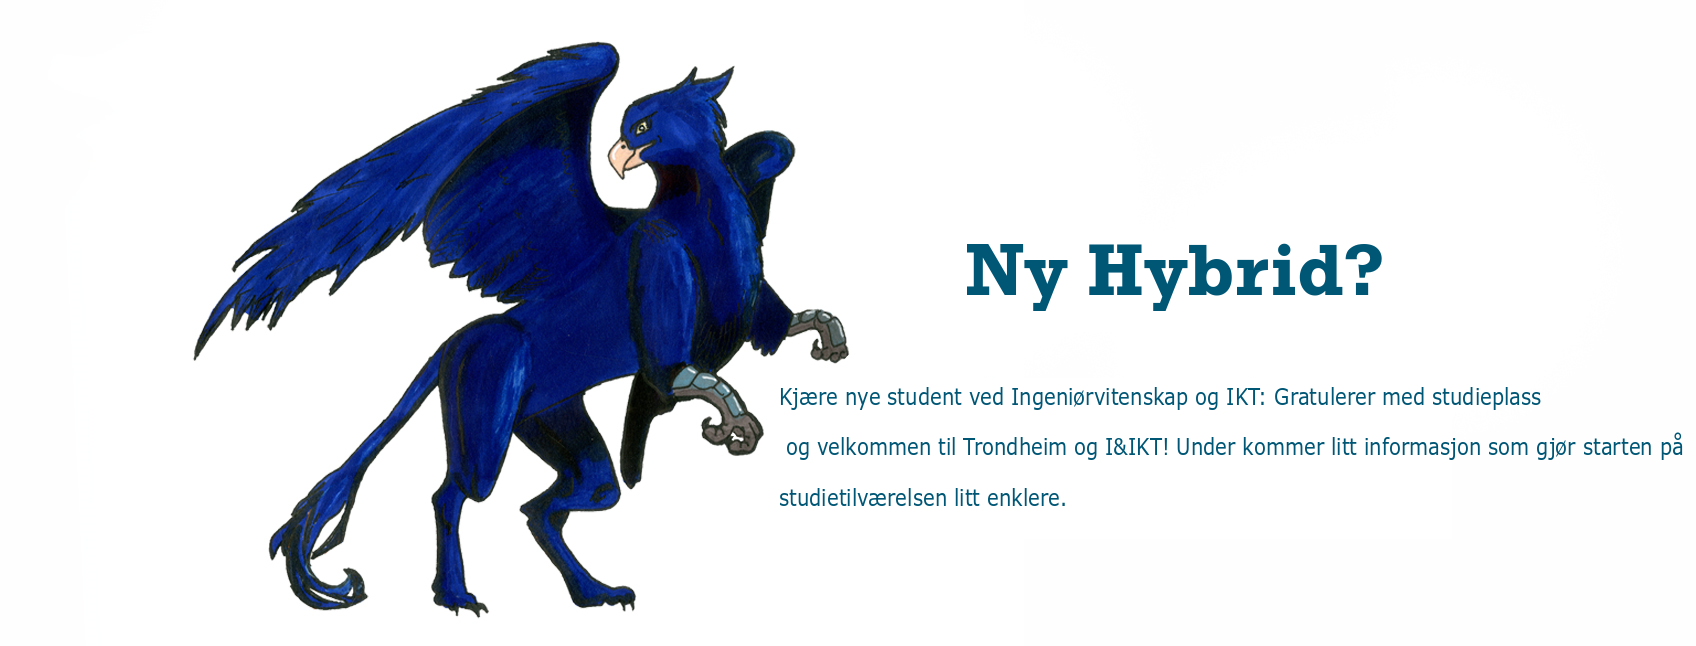 Ny Hybrid?
Kjære nye student ved Ingeniørvitenskap og IKT: Gratulerer med studieplass
og velkommen til Trondheim og I&IKT! Under kommer litt informasjon som gjør starten på
studietilværelsen litt enklere.